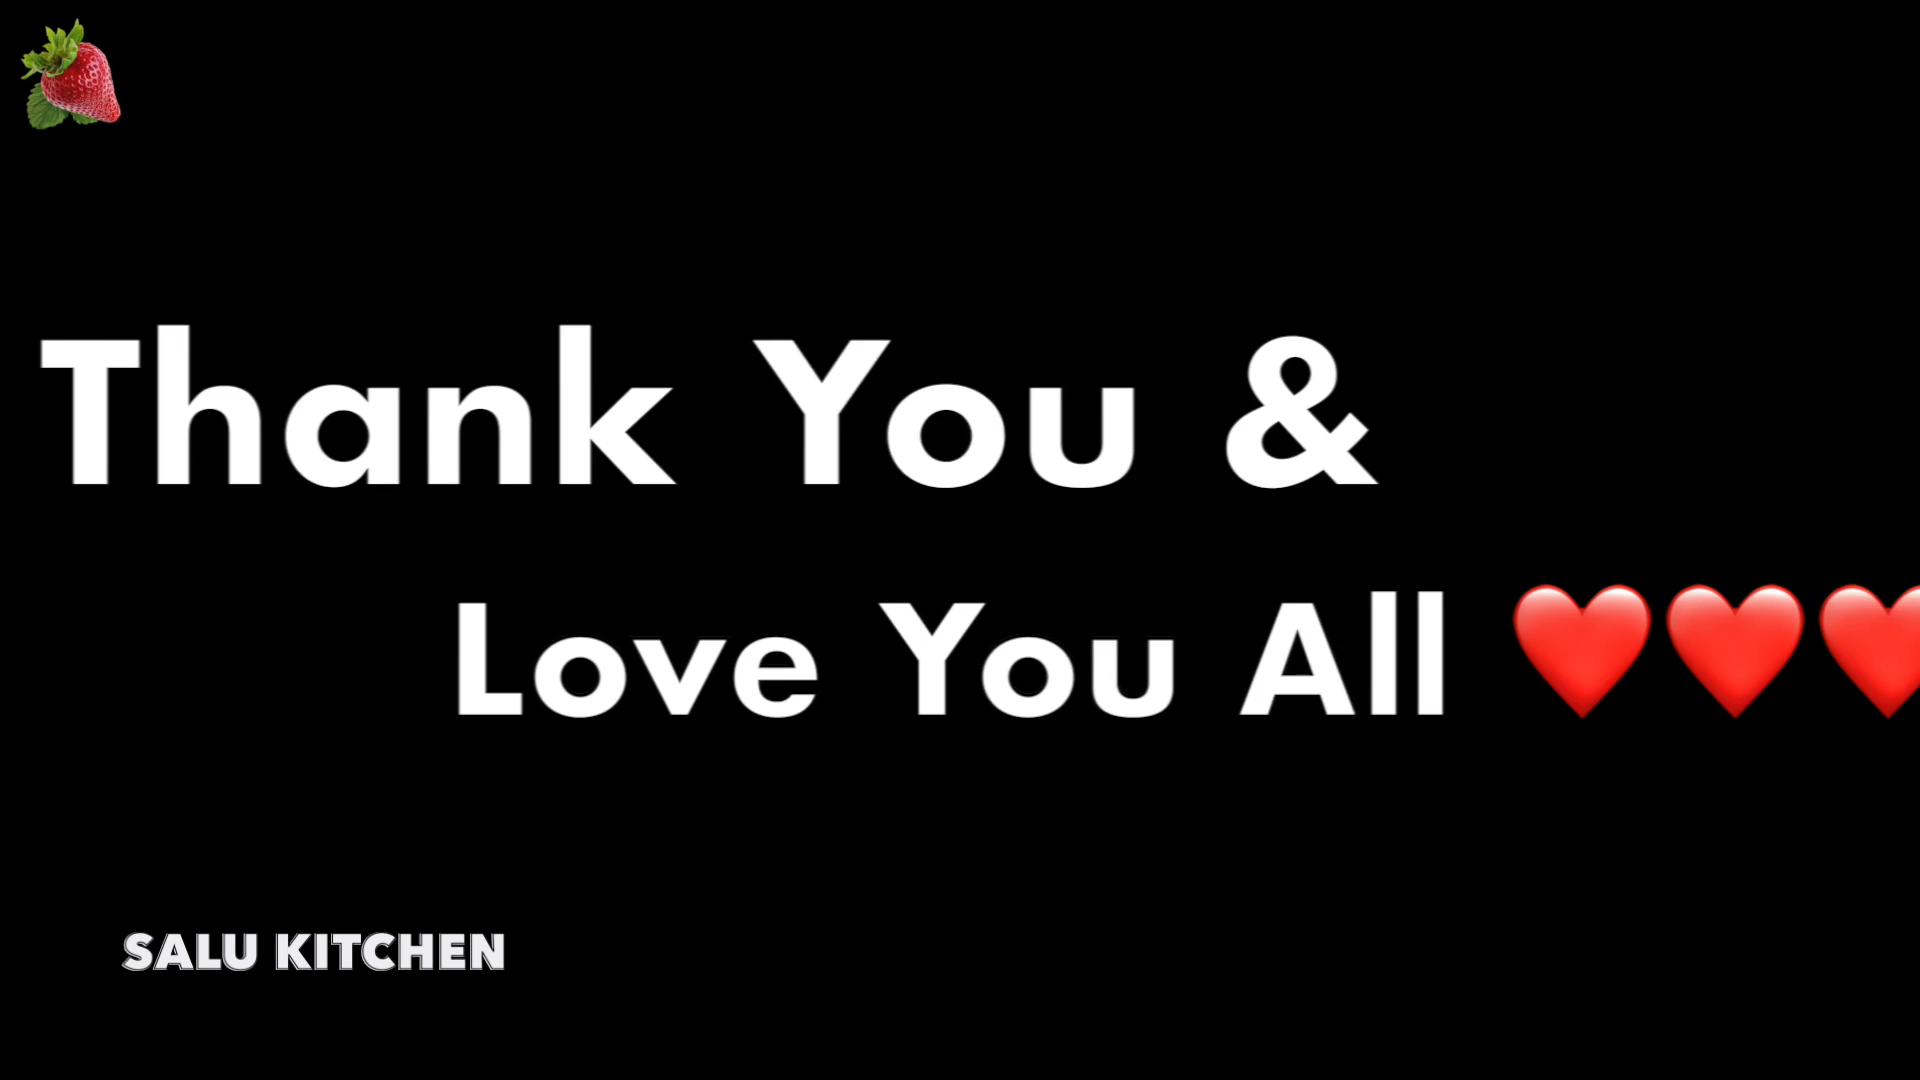 Thank You &
Love You All ❤️❤️❤️
SALU KITCHEN